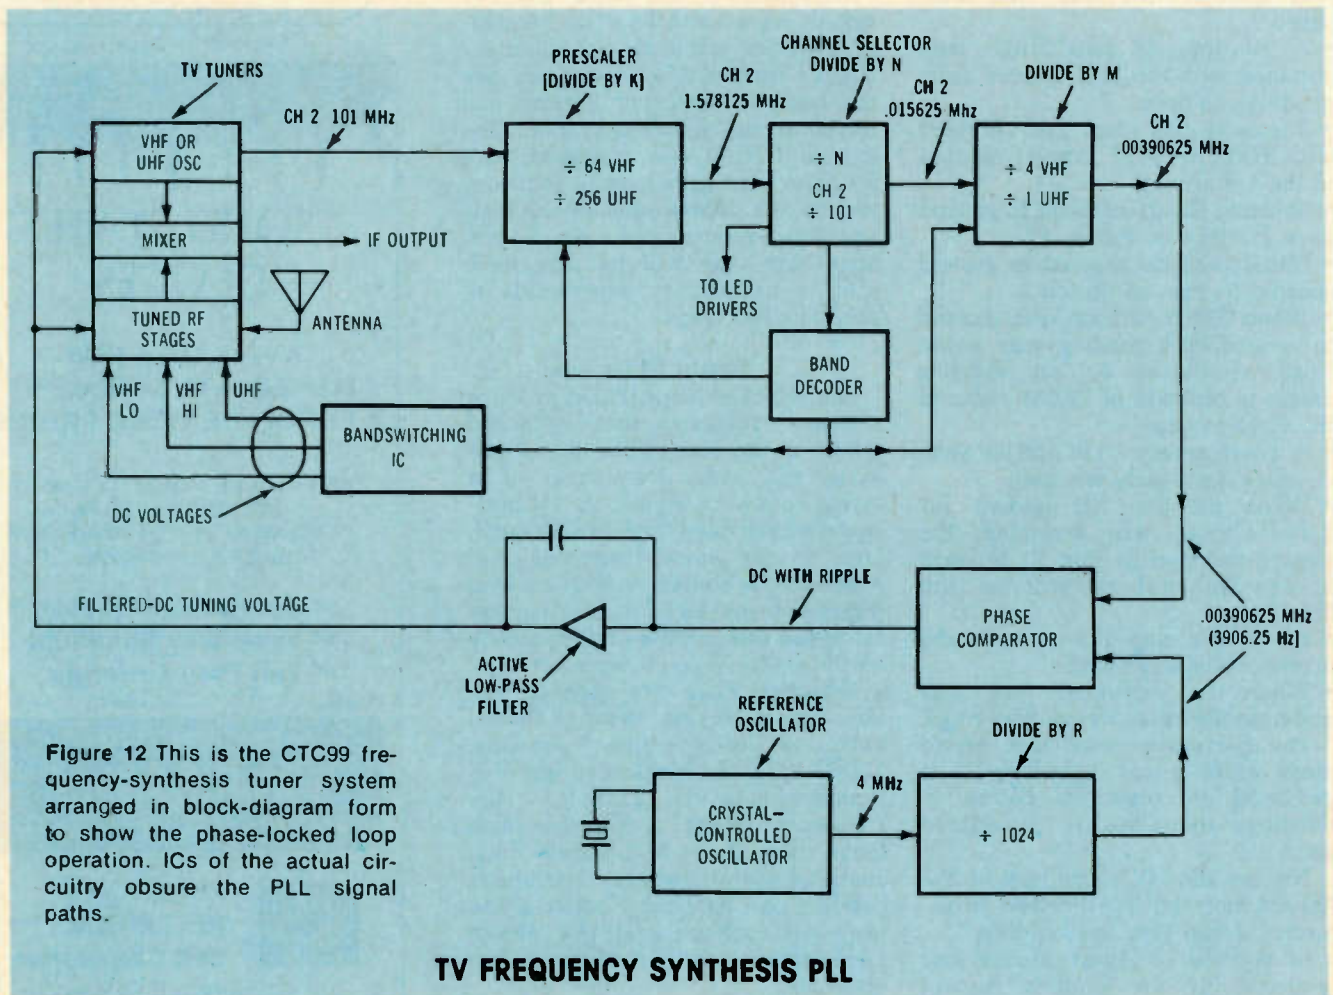 TV TUNERS
VHF OR
UHF OSC
MIXER
TUNED RF
STAGES
CH 2 101 MHz
IF OUTPUT
ANTENNA
PRESCALER
[DIVIDE BY K]
÷ 64 VHF
÷ 256 UHF
CH 2
1.578125 MHz
CHANNEL SELECTOR
DIVIDE BY N
÷ N
CH 2
÷ 101
CH 2
.015625 Mhz
DIVIDE BY M
÷ 4 VHF
÷ 1 UHF
CH 2
.00390625 MHz
TO LED
DRIVERS
BAND
DECODER
VHF
LO
VHF
HI
UHF
BANDSWITCHING
IC
DC VOLTAGES
FILTERED-DC TUNING VOLTAGE
ACTIVE
LOW-PASS
FILTER
DC WITH RIPPLE
PHASE
COMPARATOR
.00390625 MHz
(3906.25 Hz]
REFERENCE
OSCILLATOR
CRYSTAL-
CONTROLLED
OSCILLATOR
4 MHz
DIVIDE BY R
÷ 1024
Figure 12 This is the CTC99 fre-
quency-synthesis tuner system
arranged in block-diagram form
to show the phase-locked loop
operation. ICs of the actual cir-
cuitry obsure the PLL signal
paths.
TV FREQUENCY SYNTHESIS PLL